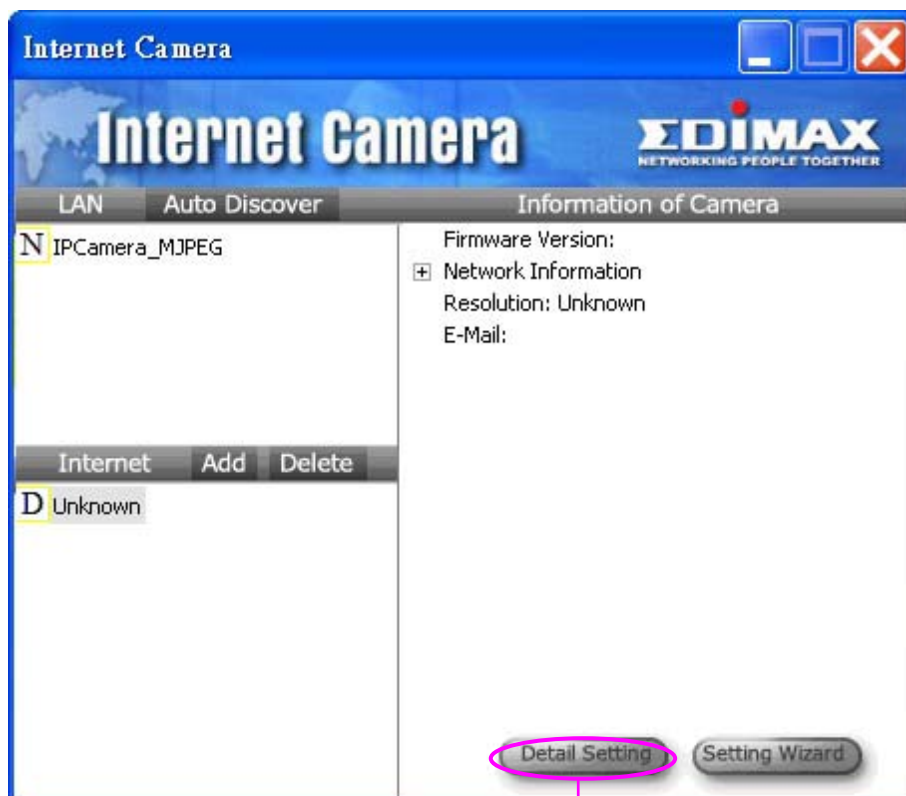 Internet Camera
Internet Camera
EDIMAX
NETWORKING PEOPLE TOGETHER
LAN Auto Discover
Information of Camera
N IPCamera_MJPEG
Firmware Version:
Network Information
Resolution: Unknown
E-Mail:
Internet Add Delete
D Unknown
Detail Setting Setting Wizard